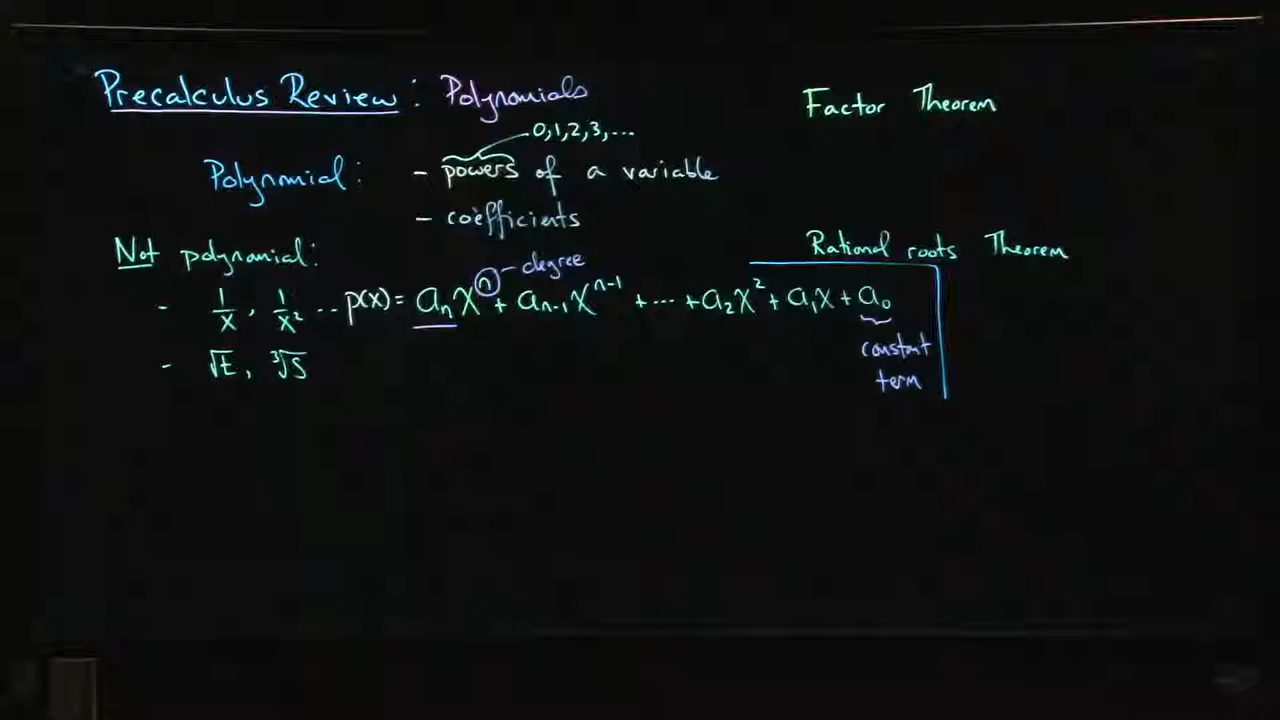 Precalculus Review: Polynomials
Factor Theorem
0,1,2,3,...
Polynomial: - powers of a variable
- coefficients
Not polynomial:
Rational roots Theorem
- degree
- 1/x, 1/x² ... p(x) = aₙxⁿ + aₙ₋₁xⁿ⁻¹ + ... + a₂x² + a₁x + a₀
constant
term
- √t, ³√s